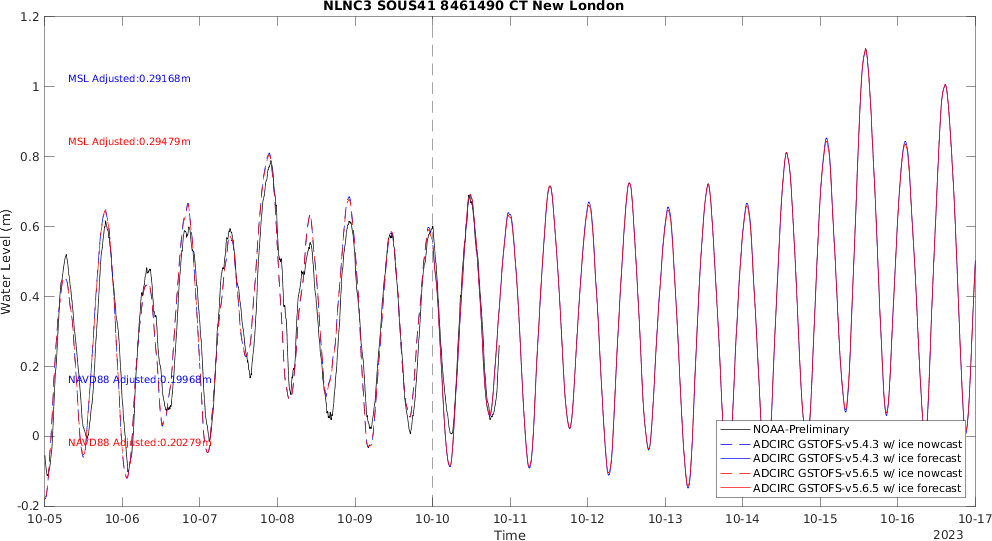 NLNC3 SOUS41 8461490 CT New London
1.2
1
0.8
0.6
0.4
0.2
0
-0.2
Water Level (m)
MSL Adjusted:0.29168m
MSL Adjusted:0.29479m
NAVD88 Adjusted:0.19968m
NAVD88 Adjusted:0.20279m
NOAA-Preliminary
ADCIRC GSTOFS-v5.4.3 w/ ice nowcast
ADCIRC GSTOFS-v5.4.3 w/ ice forecast
ADCIRC GSTOFS-v5.6.5 w/ ice nowcast
ADCIRC GSTOFS-v5.6.5 w/ ice forecast
10-05 10-06 10-07 10-08 10-09 10-10 10-11 10-12 10-13 10-14 10-15 10-16 10-17
Time
2023